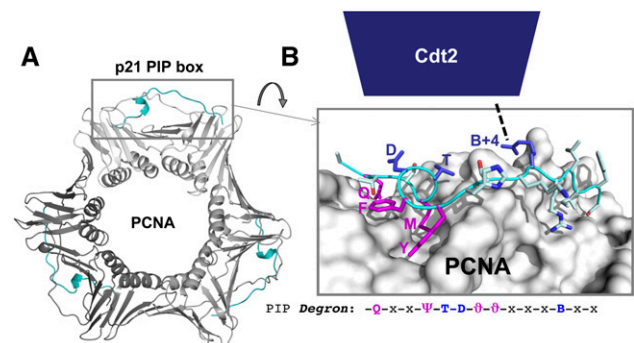 A
p21 PIP box
PCNA
B
Cdt2
D
T
B+4
Q
F
M
Y
PCNA
PIP Degron: -Q-x-x-Ψ-T-D-ϑ-ϑ-x-x-x-B-x-x